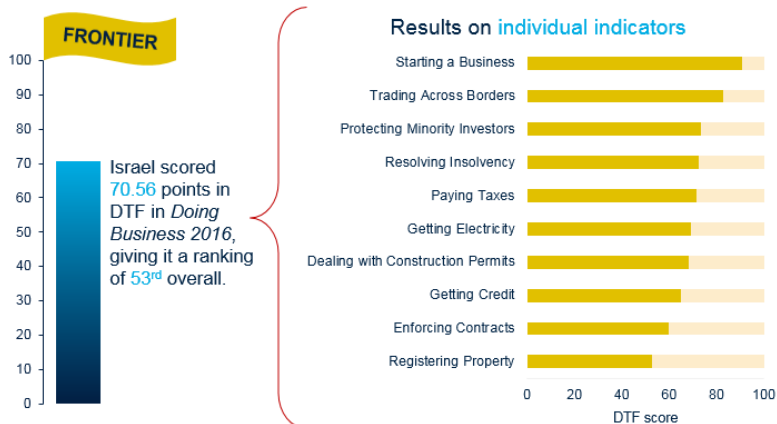 FRONTIER
100
90
80
70
60
50
40
30
20
10
0
Israel scored
70.56 points in
DTF in Doing
Business 2016,
giving it a ranking
of 53rd overall.
Results on individual indicators
Starting a Business
Trading Across Borders
Protecting Minority Investors
Resolving Insolvency
Paying Taxes
Getting Electricity
Dealing with Construction Permits
Getting Credit
Enforcing Contracts
Registering Property
0 20 40 60 80 100
DTF score